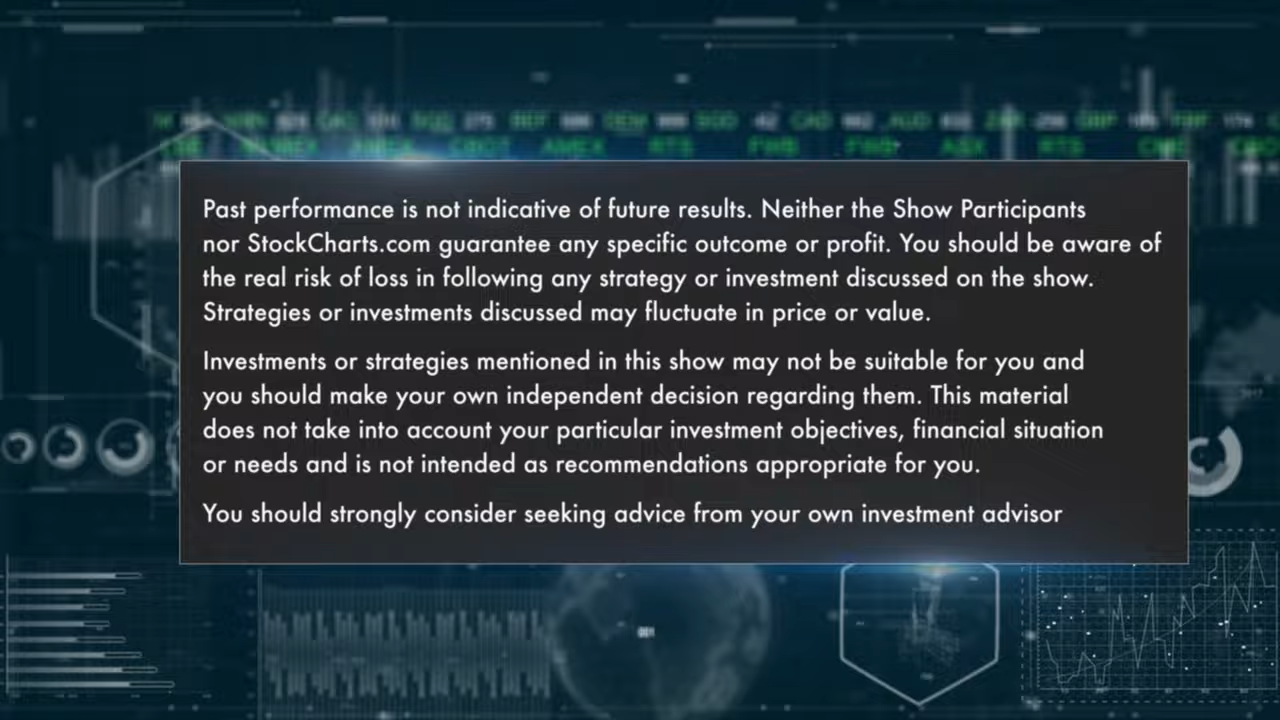 Past performance is not indicative of future results. Neither the Show Participants
nor StockCharts.com guarantee any specific outcome or profit. You should be aware of
the real risk of loss in following any strategy or investment discussed on the show.
Strategies or investments discussed may fluctuate in price or value.
Investments or strategies mentioned in this show may not be suitable for you and
you should make your own independent decision regarding them. This material
does not take into account your particular investment objectives, financial situation
or needs and is not intended as recommendations appropriate for you.
You should strongly consider seeking advice from your own investment advisor